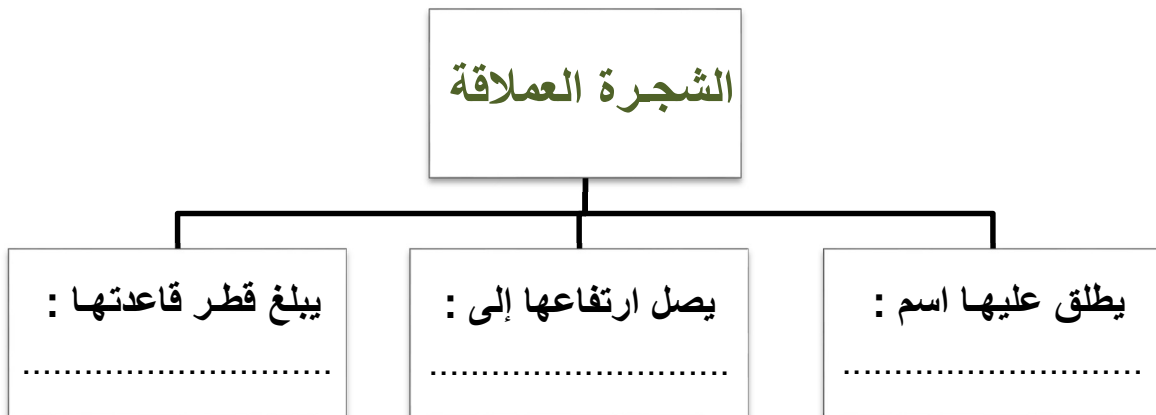 الشجرة العملاقة
يطلق عليها اسم :
..............................
يصل ارتفاعها إلى :
..............................
يبلغ قطر قاعدتها :
..............................